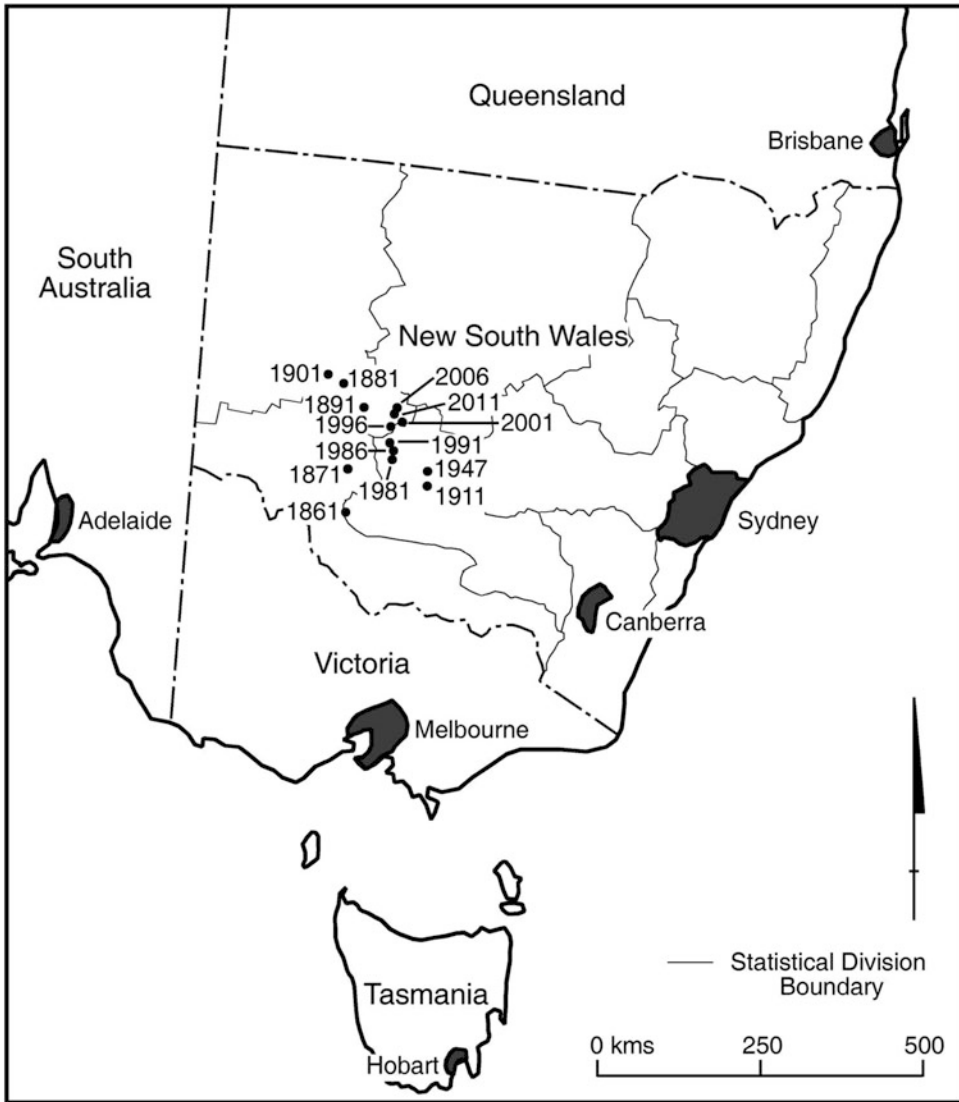 Queensland
Brisbane
South
Australia
New South Wales
1901
1881
2006
1891
2011
1996
2001
1991
1986
1871
1947
1981
1911
1861
Adelaide
Sydney
Canberra
Victoria
Melbourne
Statistical Division
Boundary
Tasmania
Hobart
0 kms 250 500